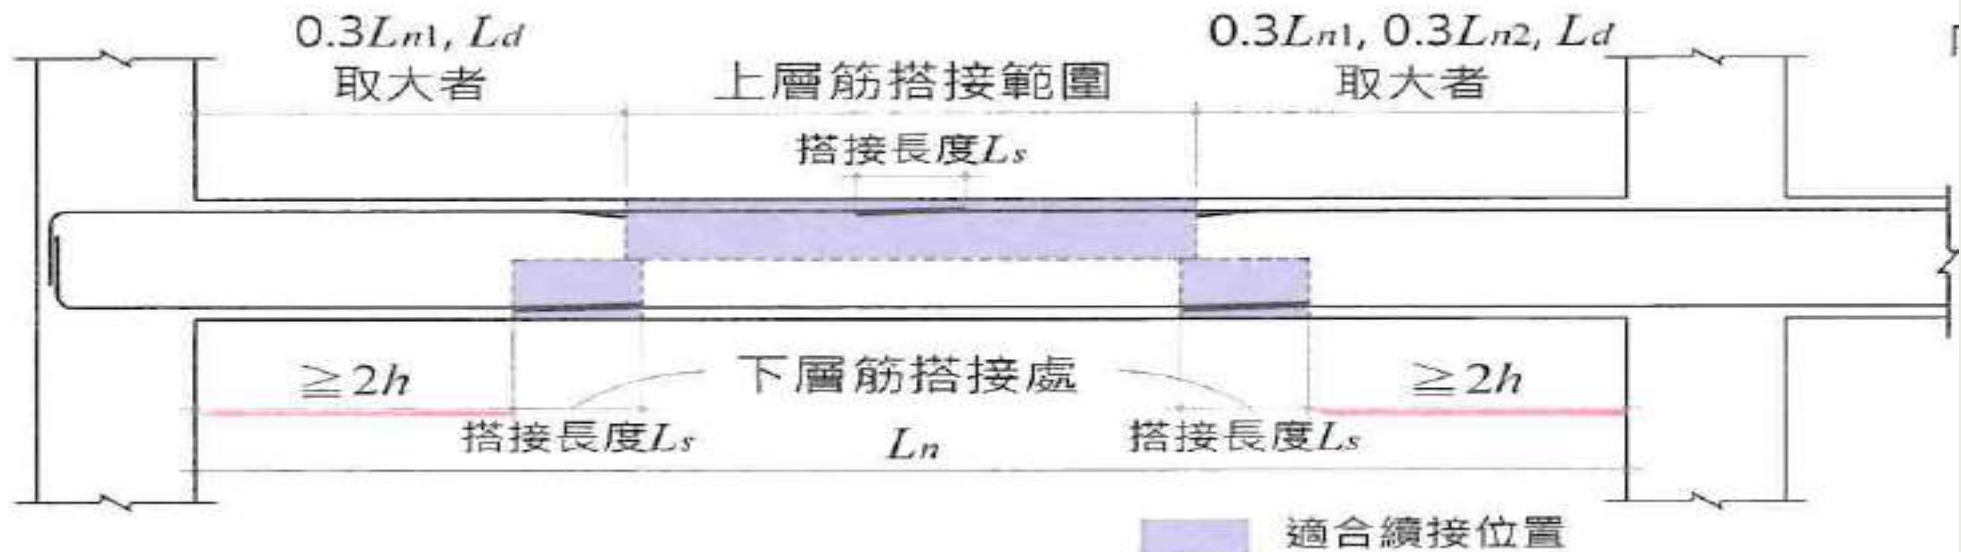 0.3Ln1, Ld
取大者
上層筋搭接範圍
0.3Ln1, 0.3Ln2, Ld
取大者
搭接長度Ls
≧2h
下層筋搭接處
≧2h
搭接長度Ls
Ln
搭接長度Ls
適合續接位置